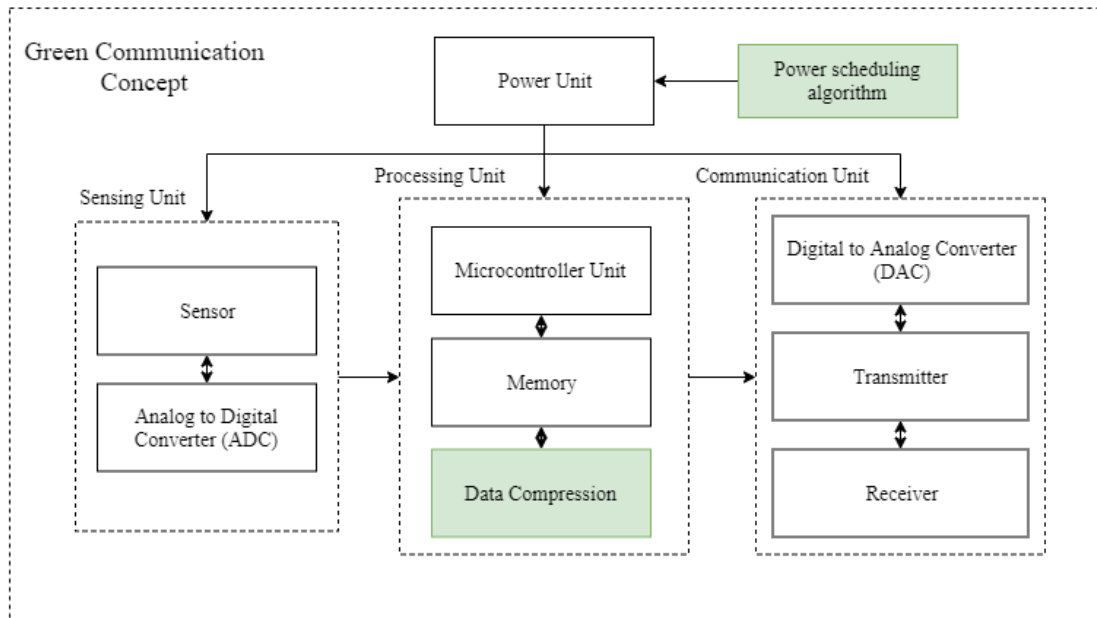 Green Communication
Concept
Power Unit
Power scheduling
algorithm
Sensing Unit
Processing Unit
Communication Unit
Sensor
Analog to Digital
Converter (ADC)
Microcontroller Unit
Memory
Data Compression
Digital to Analog Converter
(DAC)
Transmitter
Receiver